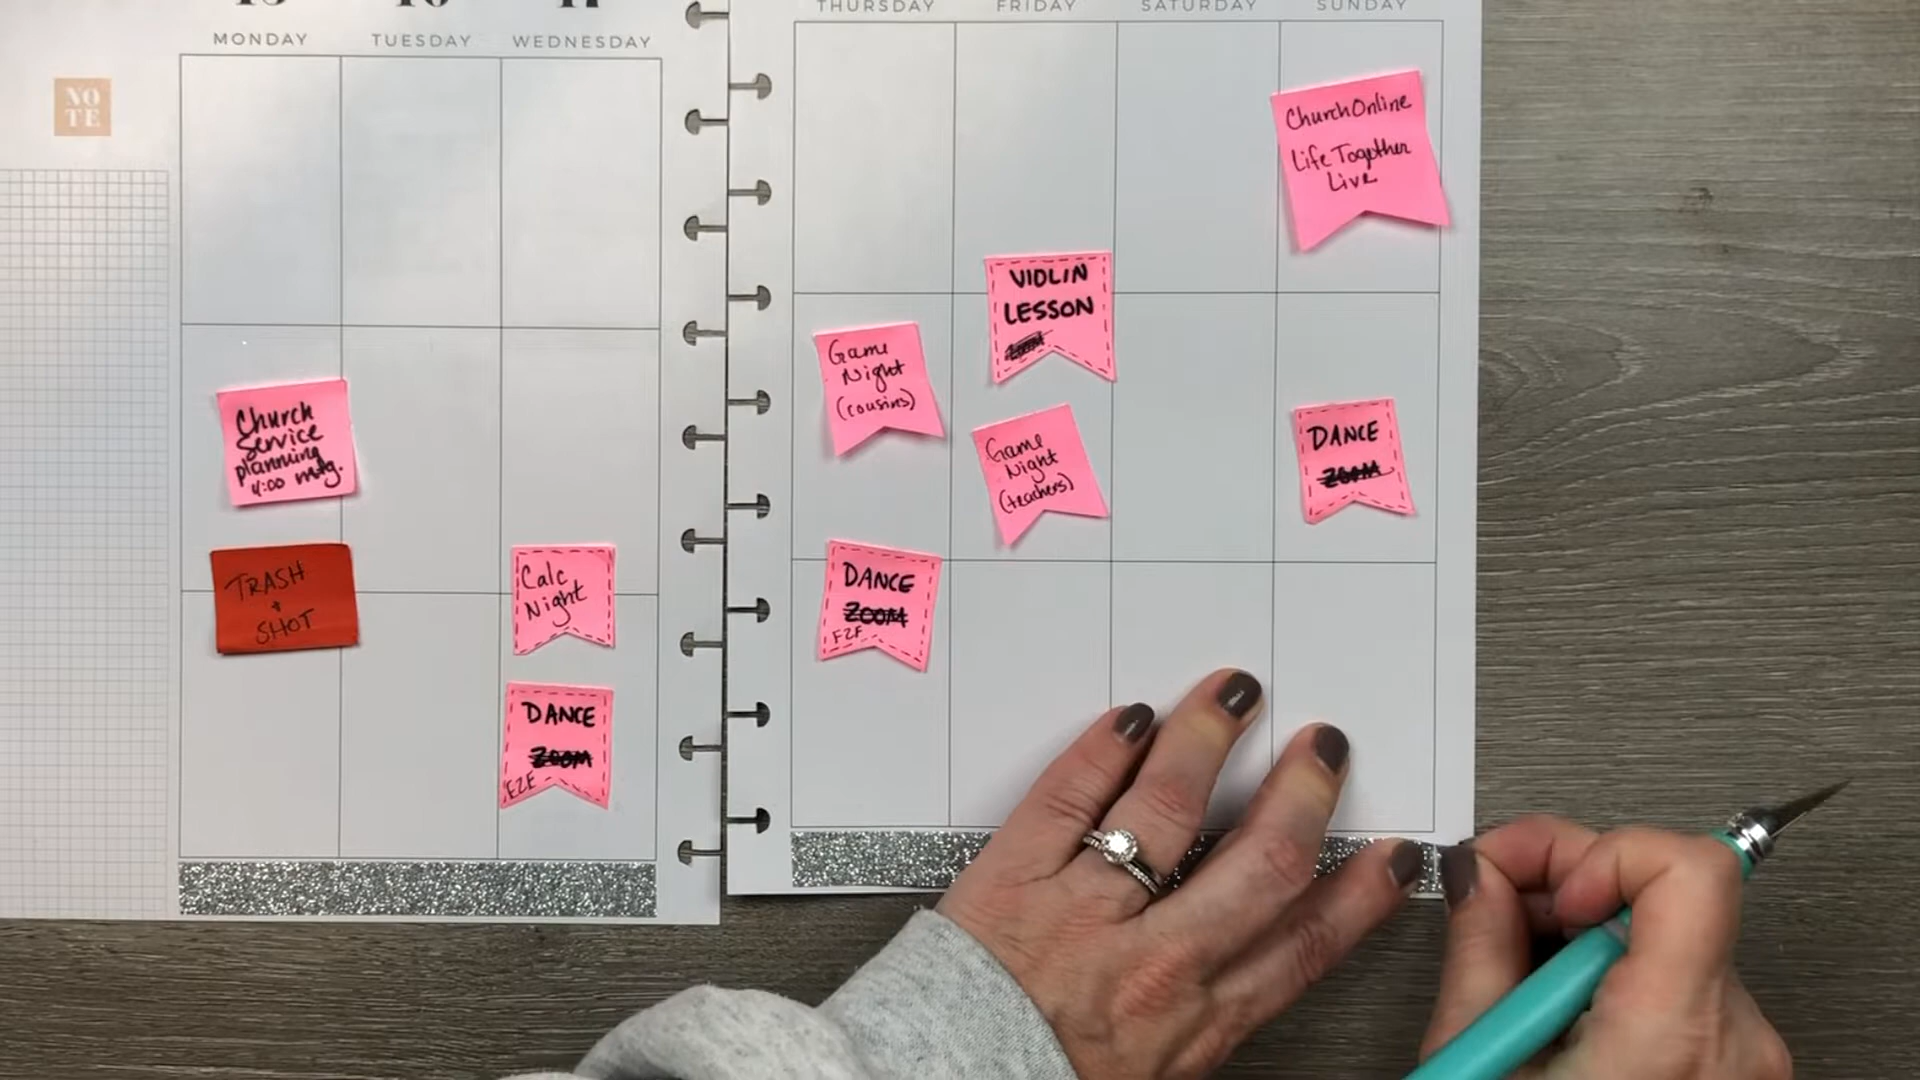 MONDAY
TUESDAY
WEDNESDAY
THURSDAY
FRIDAY
SATURDAY
SUNDAY
NO
TE
Church
Service
planning
4:00 mtg.
TRASH
+
SHOT
Calc
Night
DANCE
ZOOM
F2F
Game
Night
(cousins)
DANCE
ZOOM
F2F
VIOLIN
LESSON
Game
Night
(teachers)
ChurchOnline
Life Together
Live
DANCE
ZOOM